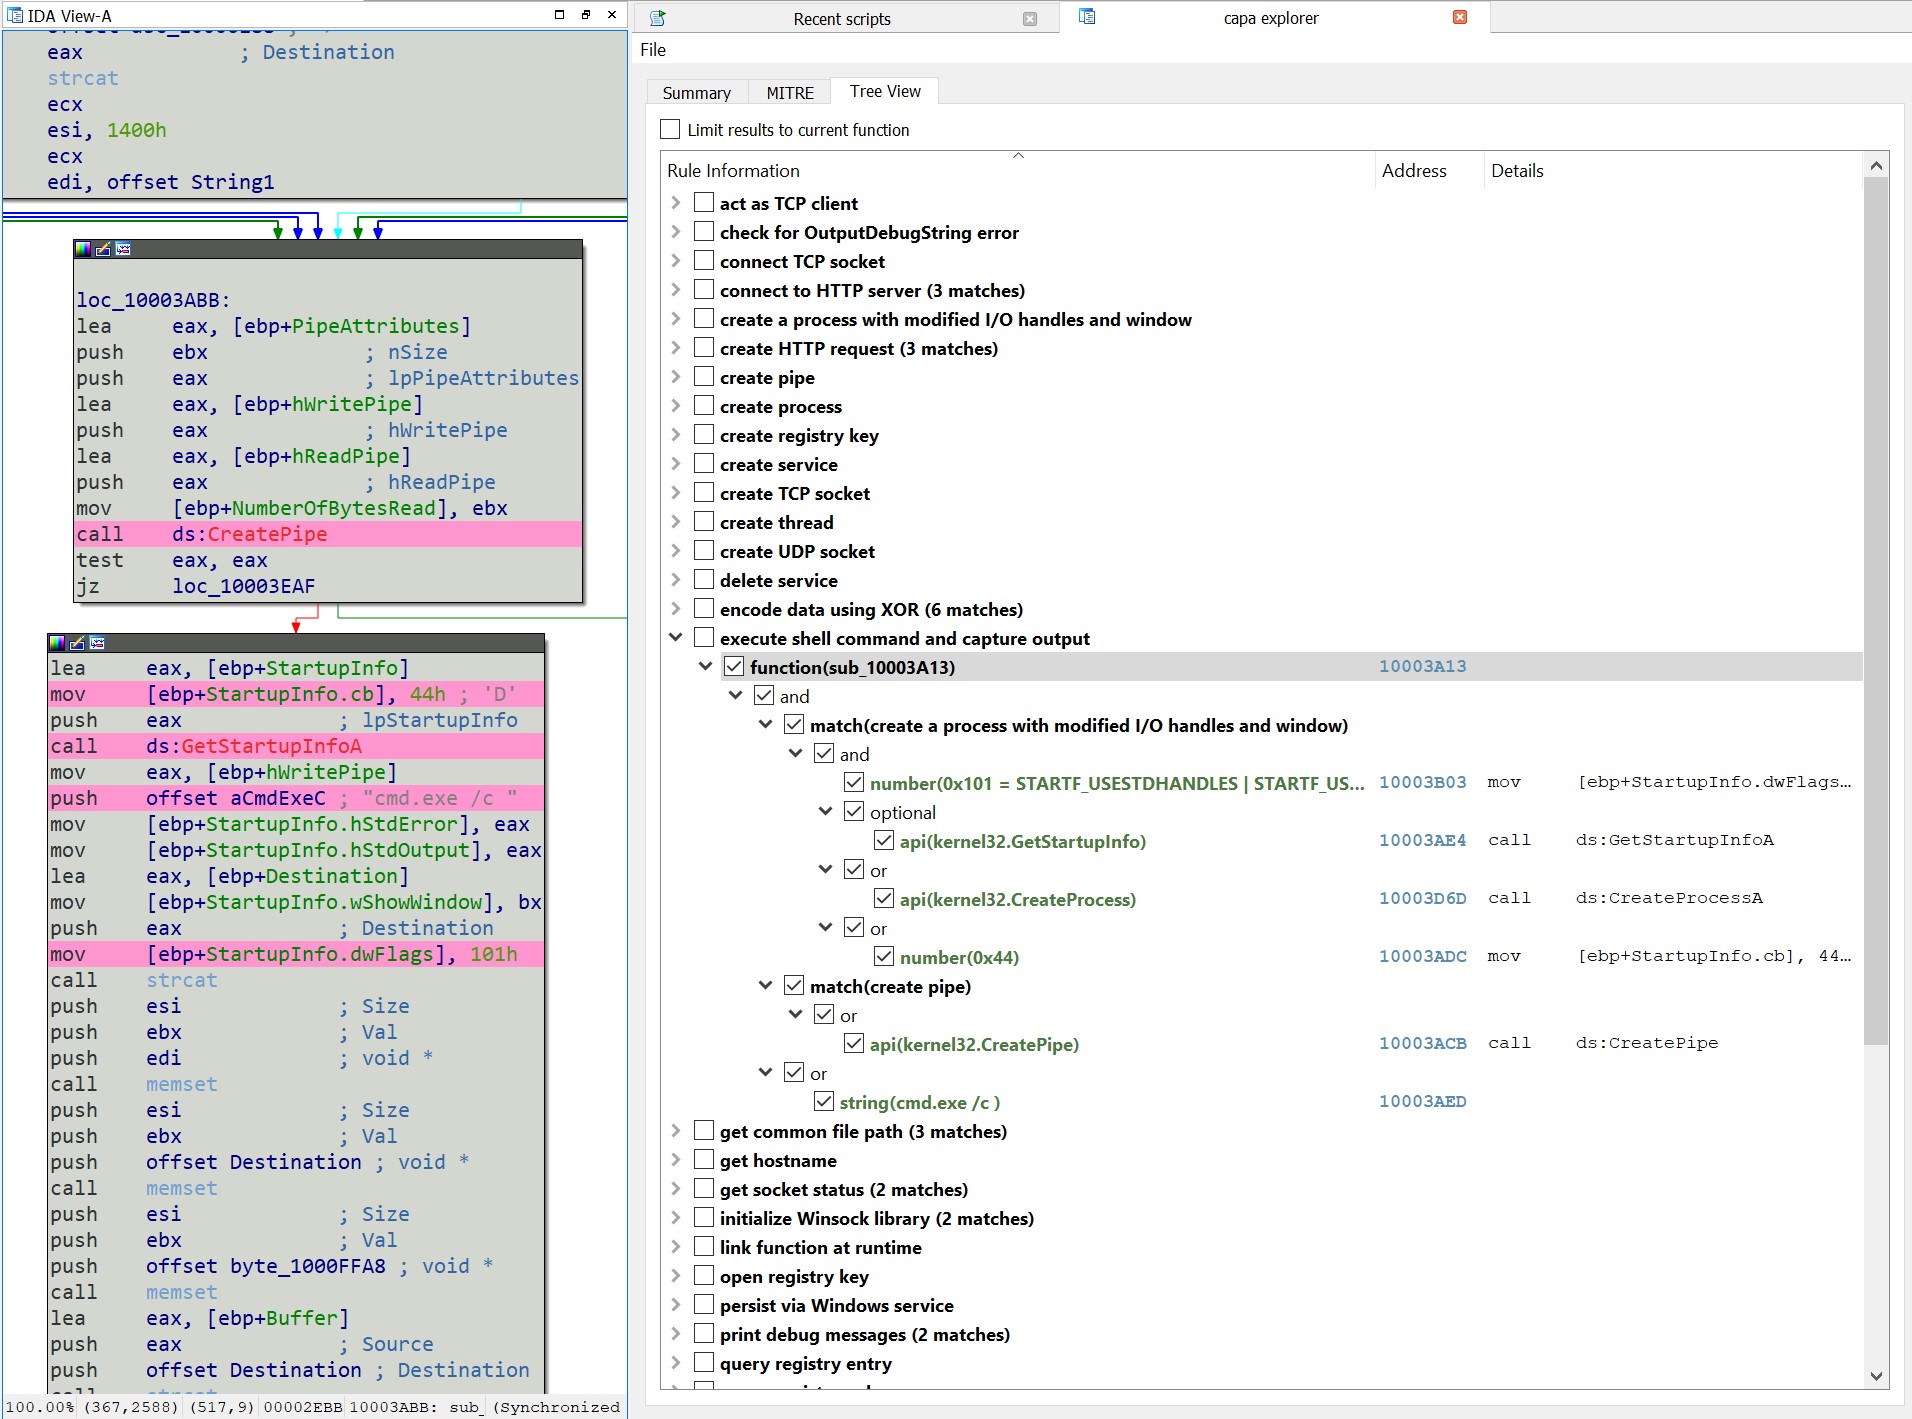 IDA View-A
eax ; Destination
strcat
ecx
esi, 1400h
ecx
edi, offset String1
loc_10003ABB:
lea eax, [ebp+PipeAttributes]
push ebx ; nSize
push eax ; lpPipeAttributes
lea eax, [ebp+hWritePipe]
push eax ; hWritePipe
lea eax, [ebp+hReadPipe]
push eax ; hReadPipe
mov [ebp+NumberOfBytesRead], ebx
call ds:CreatePipe
test eax, eax
jz loc_10003EAF
lea eax, [ebp+StartupInfo]
mov [ebp+StartupInfo.cb], 44h ; 'D'
push eax ; lpStartupInfo
call ds:GetStartupInfoA
mov eax, [ebp+hWritePipe]
push offset aCmdExeC ; "cmd.exe /c "
mov [ebp+StartupInfo.hStdError], eax
mov [ebp+StartupInfo.hStdOutput], eax
lea eax, [ebp+Destination]
mov [ebp+StartupInfo.wShowWindow], bx
push eax ; Destination
mov [ebp+StartupInfo.dwFlags], 101h
call strcat
push esi ; Size
push ebx ; Val
push edi ; void *
call memset
push esi ; Size
push ebx ; Val
push offset Destination ; void *
call memset
push esi ; Size
push ebx ; Val
push offset byte_1000FFA8 ; void *
call memset
lea eax, [ebp+Buffer]
push eax ; Source
push offset Destination ; Destination
100.00% (367,2588) (517,9) 00002EBB 10003ABB: sub_ (Synchronized
Recent scripts
capa explorer
File
Summary MITRE Tree View
Limit results to current function
Rule Information Address Details
act as TCP client
check for OutputDebugString error
connect TCP socket
connect to HTTP server (3 matches)
create a process with modified I/O handles and window
create HTTP request (3 matches)
create pipe
create process
create registry key
create service
create TCP socket
create thread
create UDP socket
delete service
encode data using XOR (6 matches)
execute shell command and capture output
function(sub_10003A13) 10003A13
and
match(create a process with modified I/O handles and window)
and
number(0x101 = STARTF_USESTDHANDLES | STARTF_US... 10003B03 mov [ebp+StartupInfo.dwFlags...
optional
api(kernel32.GetStartupInfo) 10003AE4 call ds:GetStartupInfoA
or
api(kernel32.CreateProcess) 10003D6D call ds:CreateProcessA
or
number(0x44) 10003ADC mov [ebp+StartupInfo.cb], 44...
match(create pipe)
or
api(kernel32.CreatePipe) 10003ACB call ds:CreatePipe
or
string(cmd.exe /c ) 10003AED
get common file path (3 matches)
get hostname
get socket status (2 matches)
initialize Winsock library (2 matches)
link function at runtime
open registry key
persist via Windows service
print debug messages (2 matches)
query registry entry